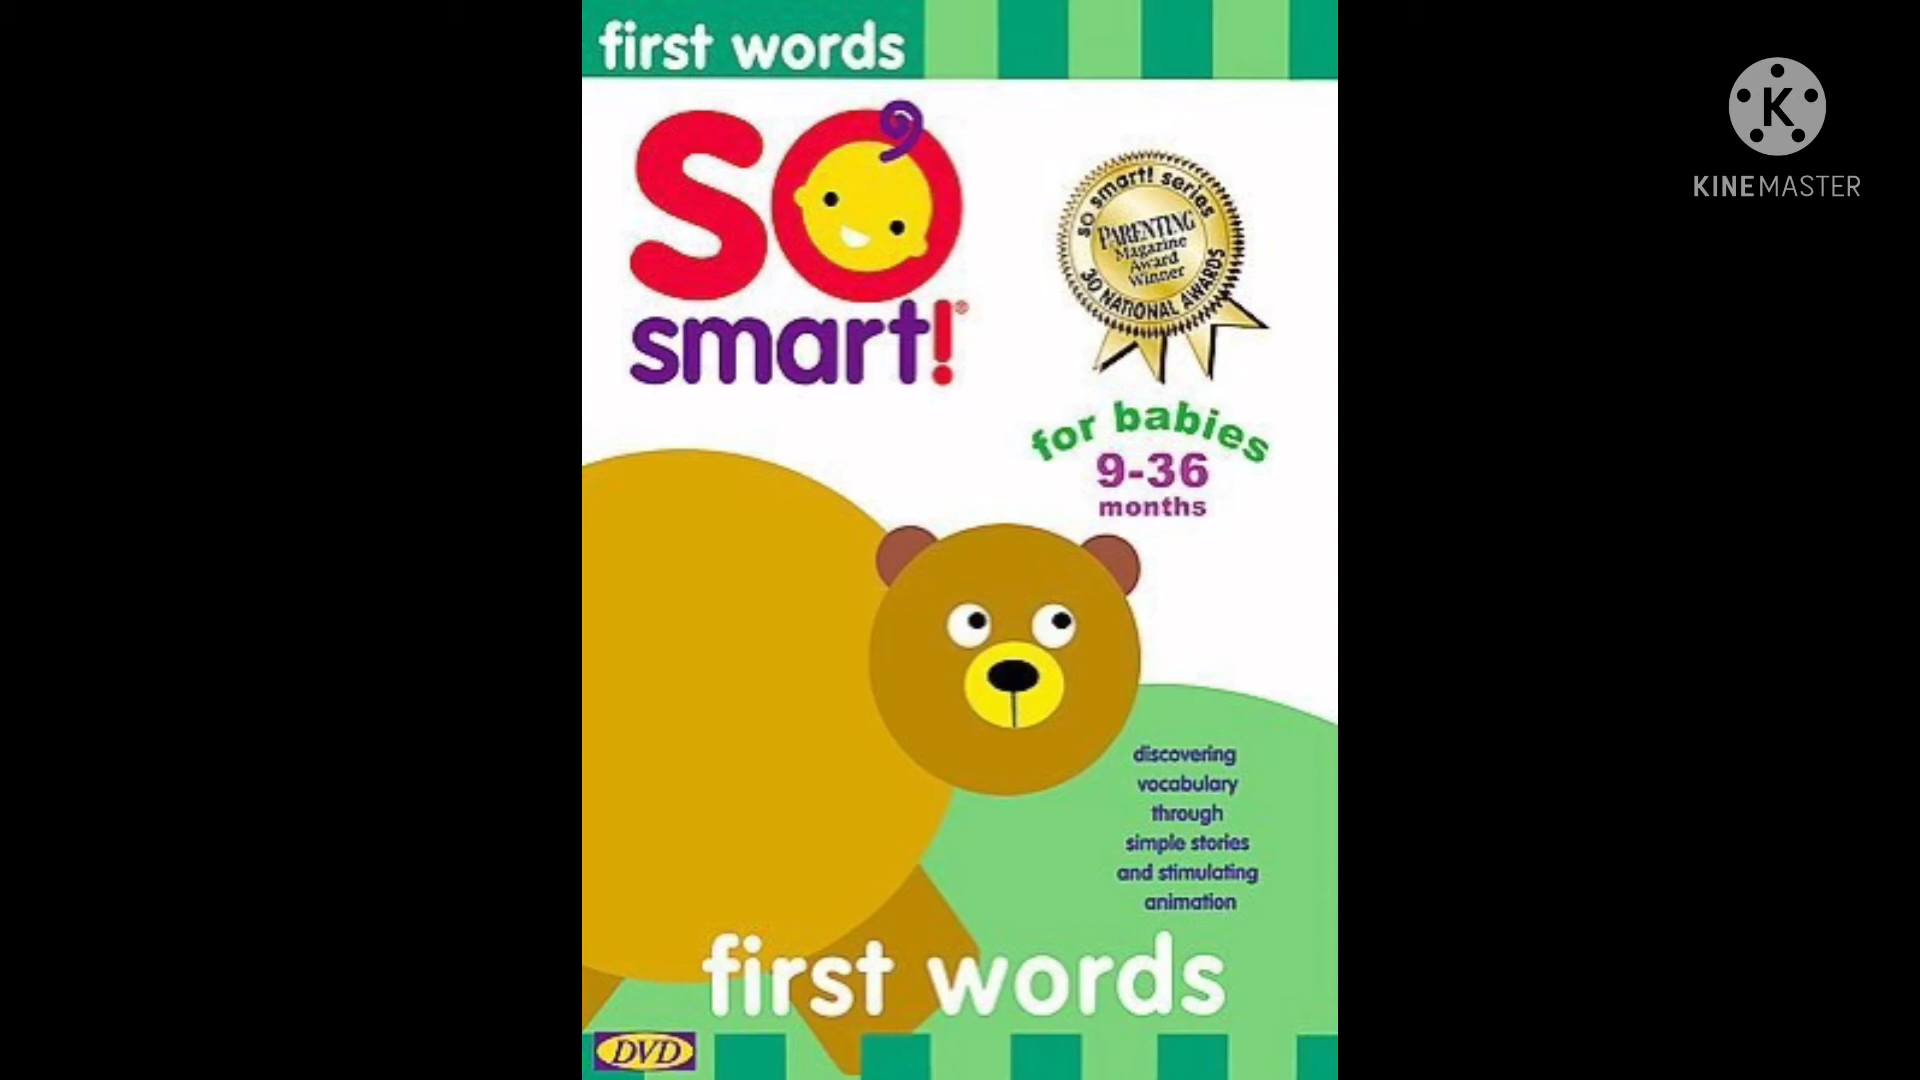 first words
so
smart!®
so smart! series
PARENTING
Magazine
Award
Winner
30 NATIONAL AWARDS
for babies
9-36
months
discovering
vocabulary
through
simple stories
and stimulating
animation
first words
DVD
K
KINEMASTER